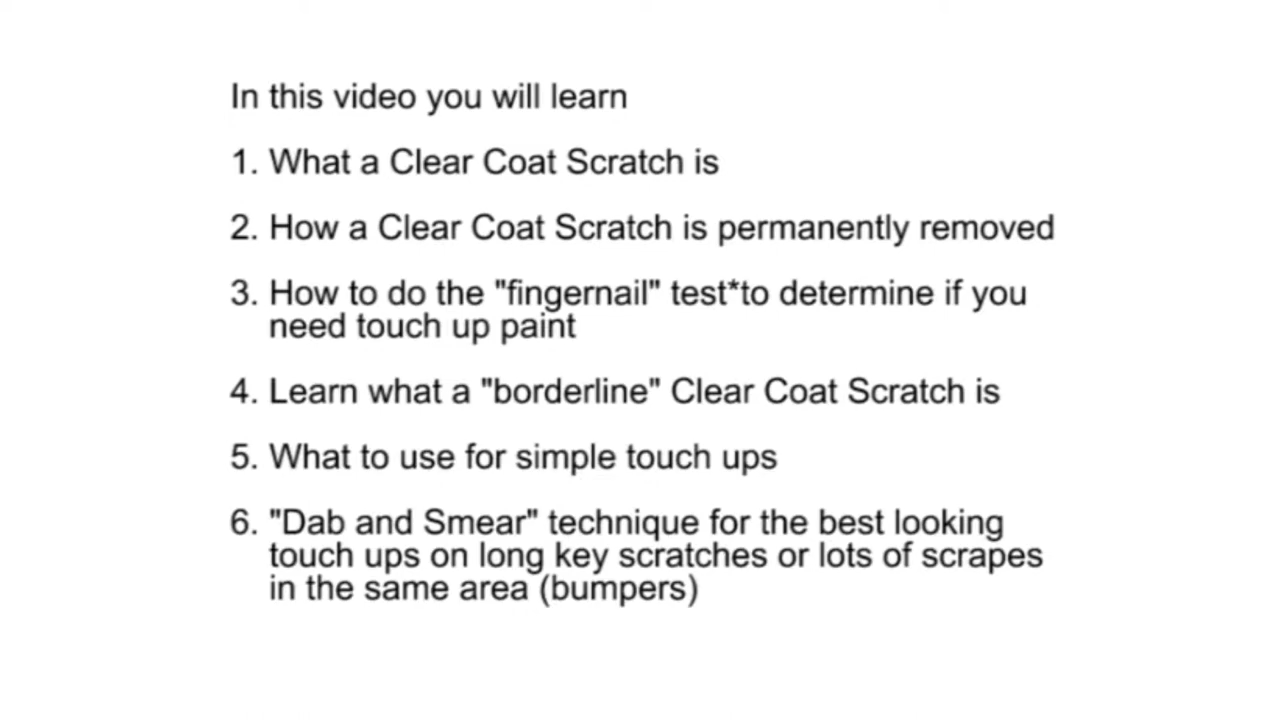 In this video you will learn
1. What a Clear Coat Scratch is
2. How a Clear Coat Scratch is permanently removed
3. How to do the "fingernail" test*to determine if you
need touch up paint
4. Learn what a "borderline" Clear Coat Scratch is
5. What to use for simple touch ups
6. "Dab and Smear" technique for the best looking
touch ups on long key scratches or lots of scrapes
in the same area (bumpers)